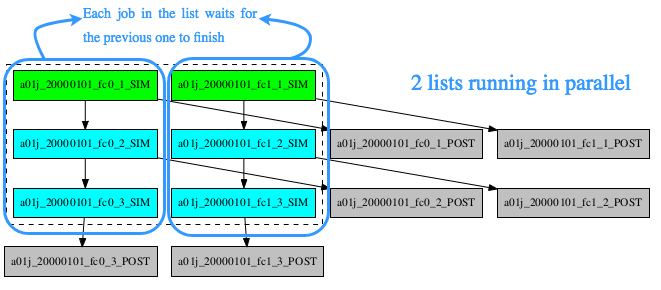 Each job in the list waits for
the previous one to finish
2 lists running in parallel
a01j_20000101_fc0_1_SIM
a01j_20000101_fc1_1_SIM
a01j_20000101_fc0_2_SIM
a01j_20000101_fc1_2_SIM
a01j_20000101_fc0_1_POST
a01j_20000101_fc1_1_POST
a01j_20000101_fc0_3_SIM
a01j_20000101_fc1_3_SIM
a01j_20000101_fc0_2_POST
a01j_20000101_fc1_2_POST
a01j_20000101_fc0_3_POST
a01j_20000101_fc1_3_POST